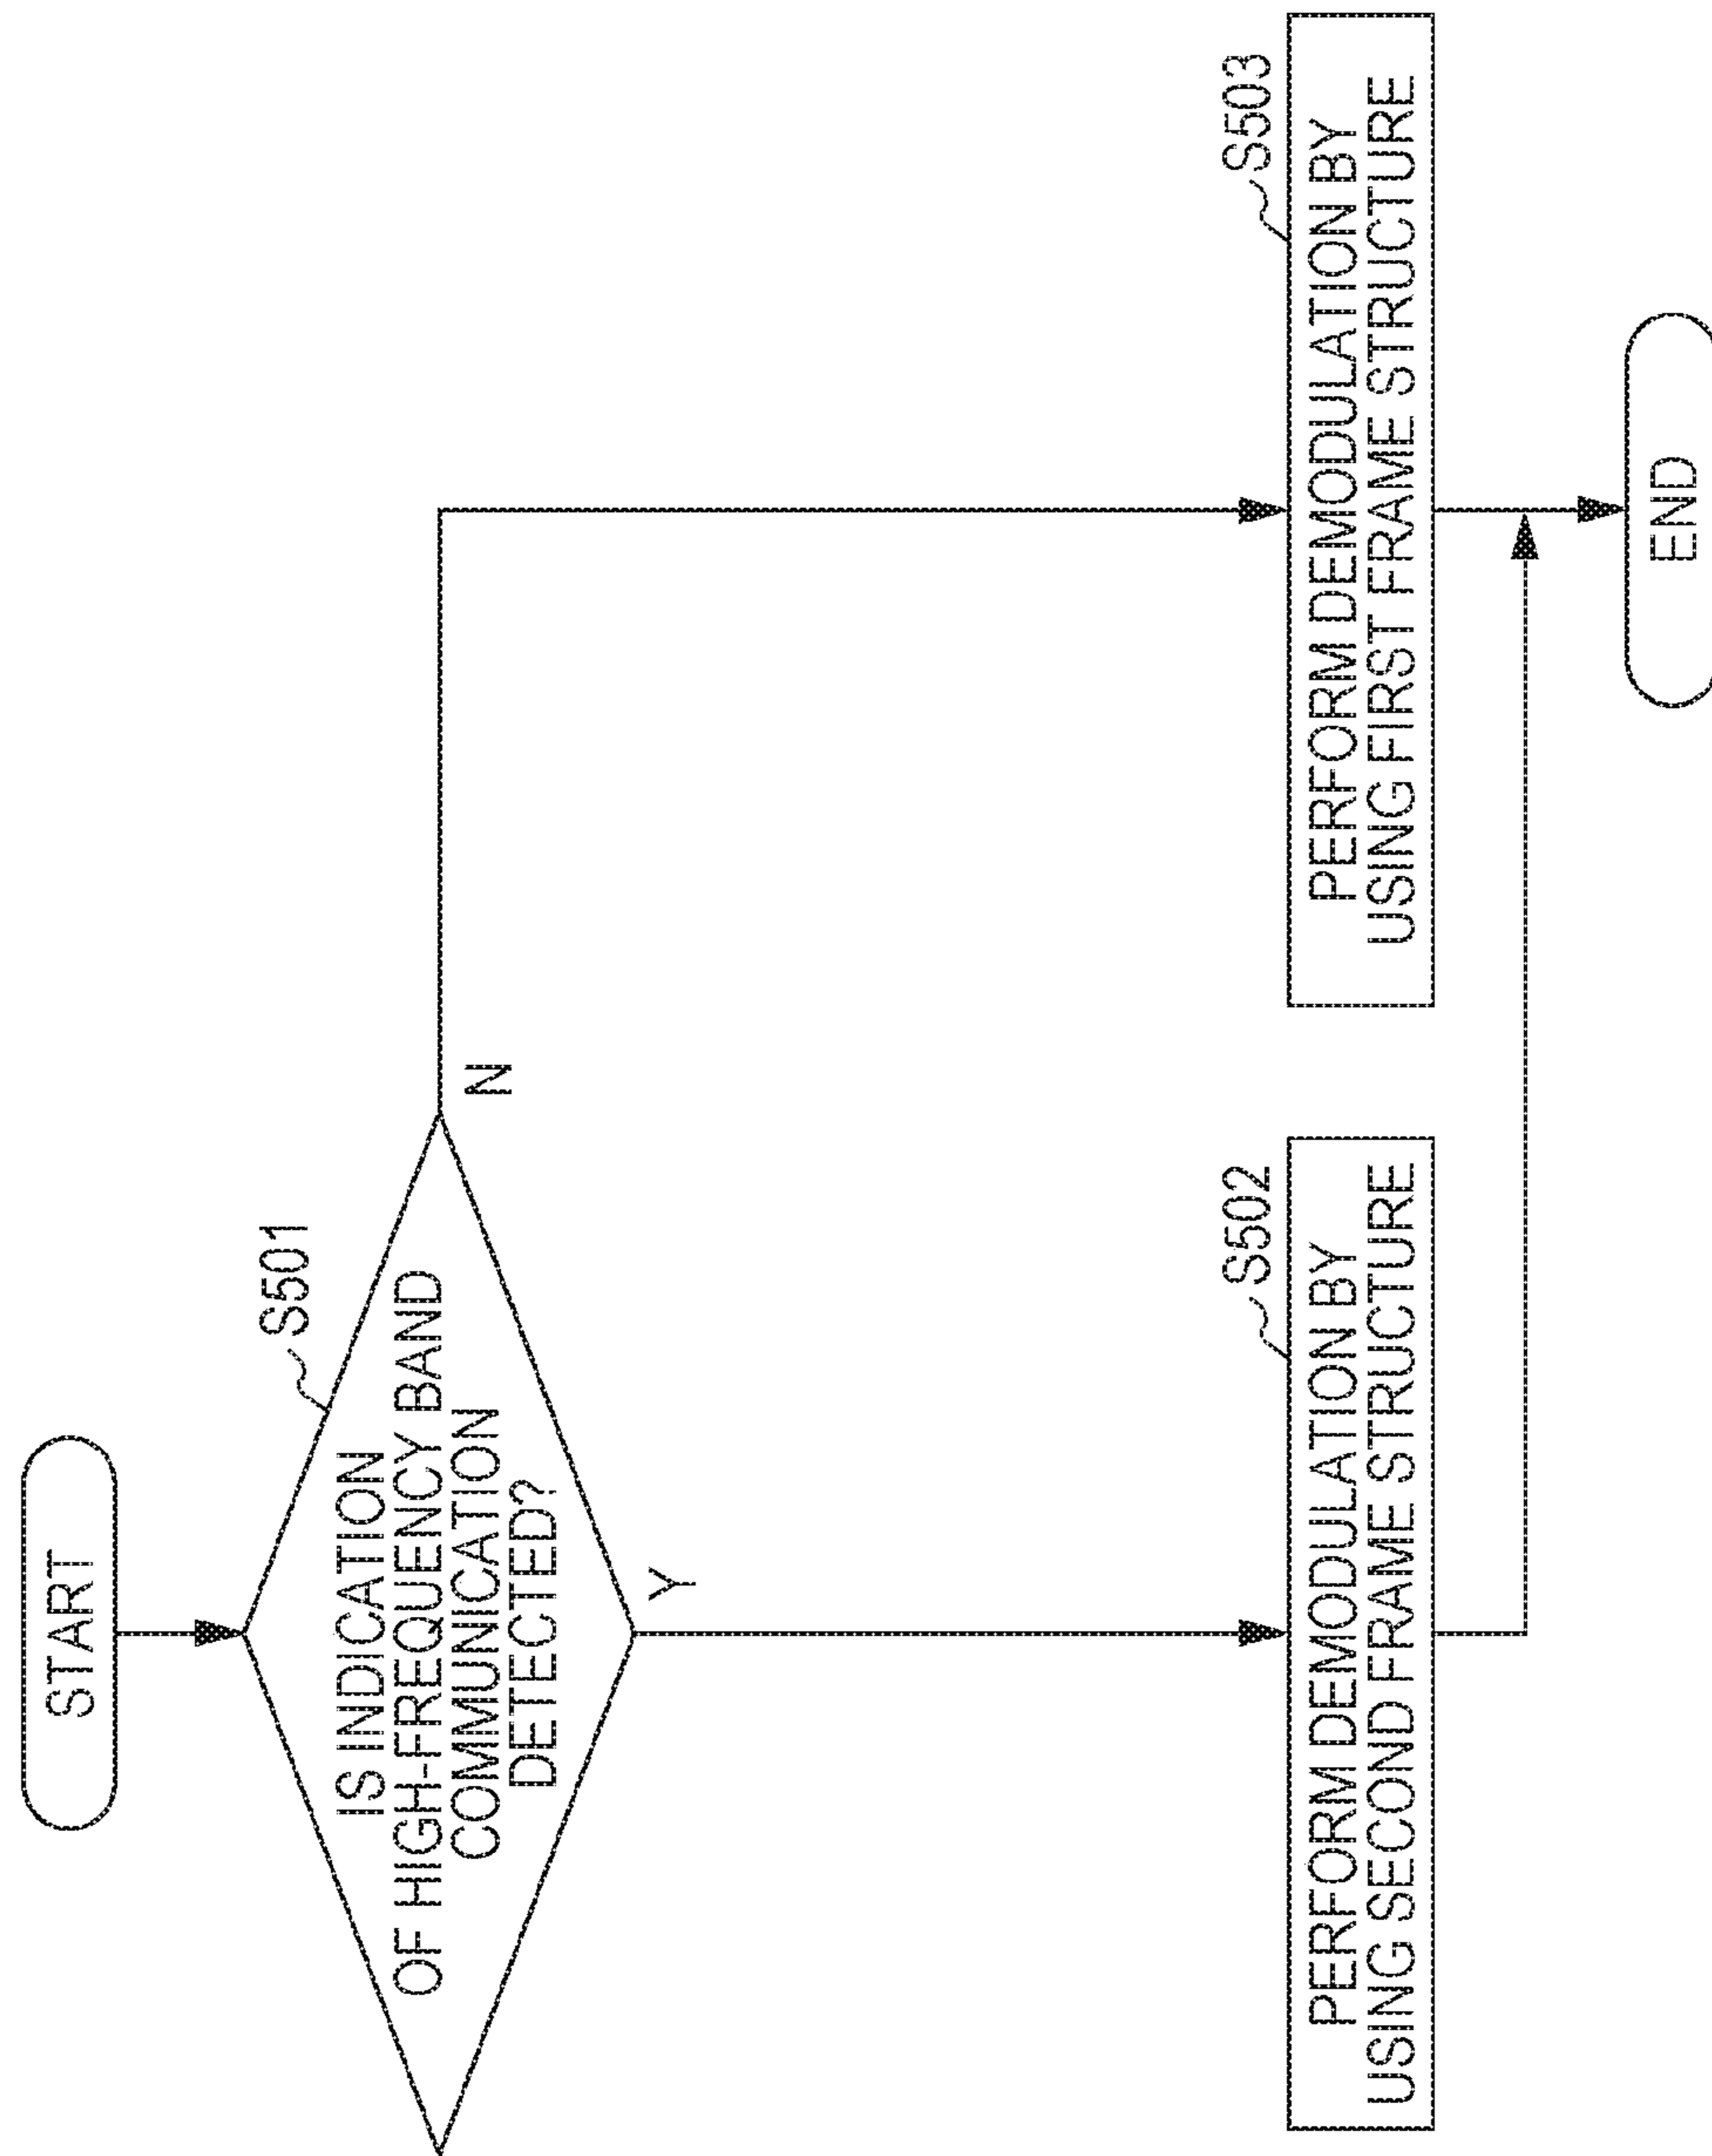 START
S501
IS INDICATION
OF HIGH-FREQUENCY BAND
COMMUNICATION
DETECTED?
N
Y
S502
PERFORM DEMODULATION BY
USING SECOND FRAME STRUCTURE
S503
PERFORM DEMODULATION BY
USING FIRST FRAME STRUCTURE
END